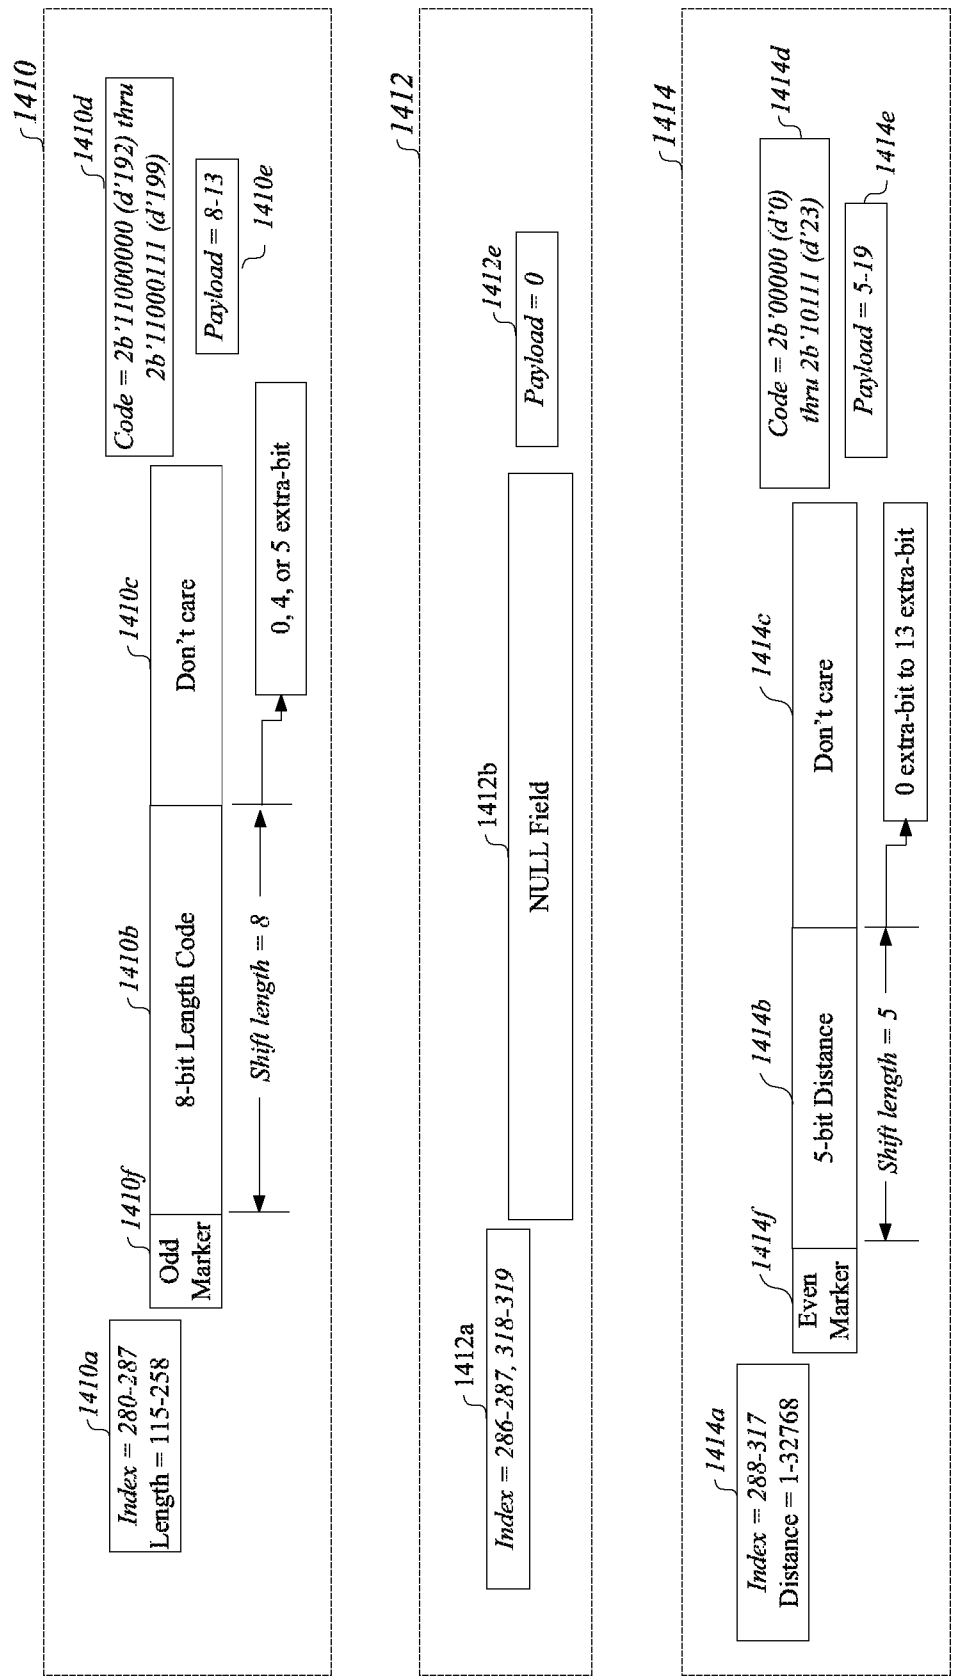 1410
1410a
Index = 280-287
Length = 115-258
1410f
Odd
Marker
1410b
8-bit Length Code
1410c
Don't care
1410d
Code = 2b'11000000 (d'192) thru
2b'11000111 (d'199)
Payload = 8-13
1410e
Shift length = 8
0, 4, or 5 extra-bit
1412
1412a
Index = 286-287, 318-319
1412b
NULL Field
1412e
Payload = 0
1414
1414a
Index = 288-317
Distance = 1-32768
1414f
Even
Marker
1414b
5-bit Distance
1414c
Don't care
Code = 2b'00000 (d'0)
thru 2b'10111 (d'23)
1414d
Payload = 5-19
1414e
Shift length = 5
0 extra-bit to 13 extra-bit